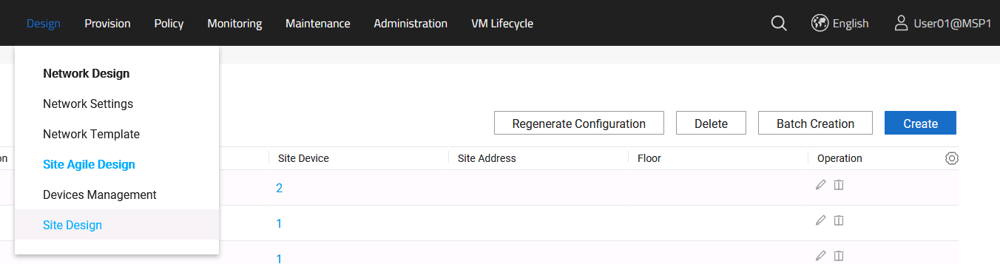 Design Provision Policy Monitoring Maintenance Administration VM Lifecycle English User01@MSP1
Network Design
Network Settings
Network Template
Site Agile Design
Devices Management
Site Design
Regenerate Configuration Delete Batch Creation Create
on Site Device Site Address Floor Operation
2
1
1